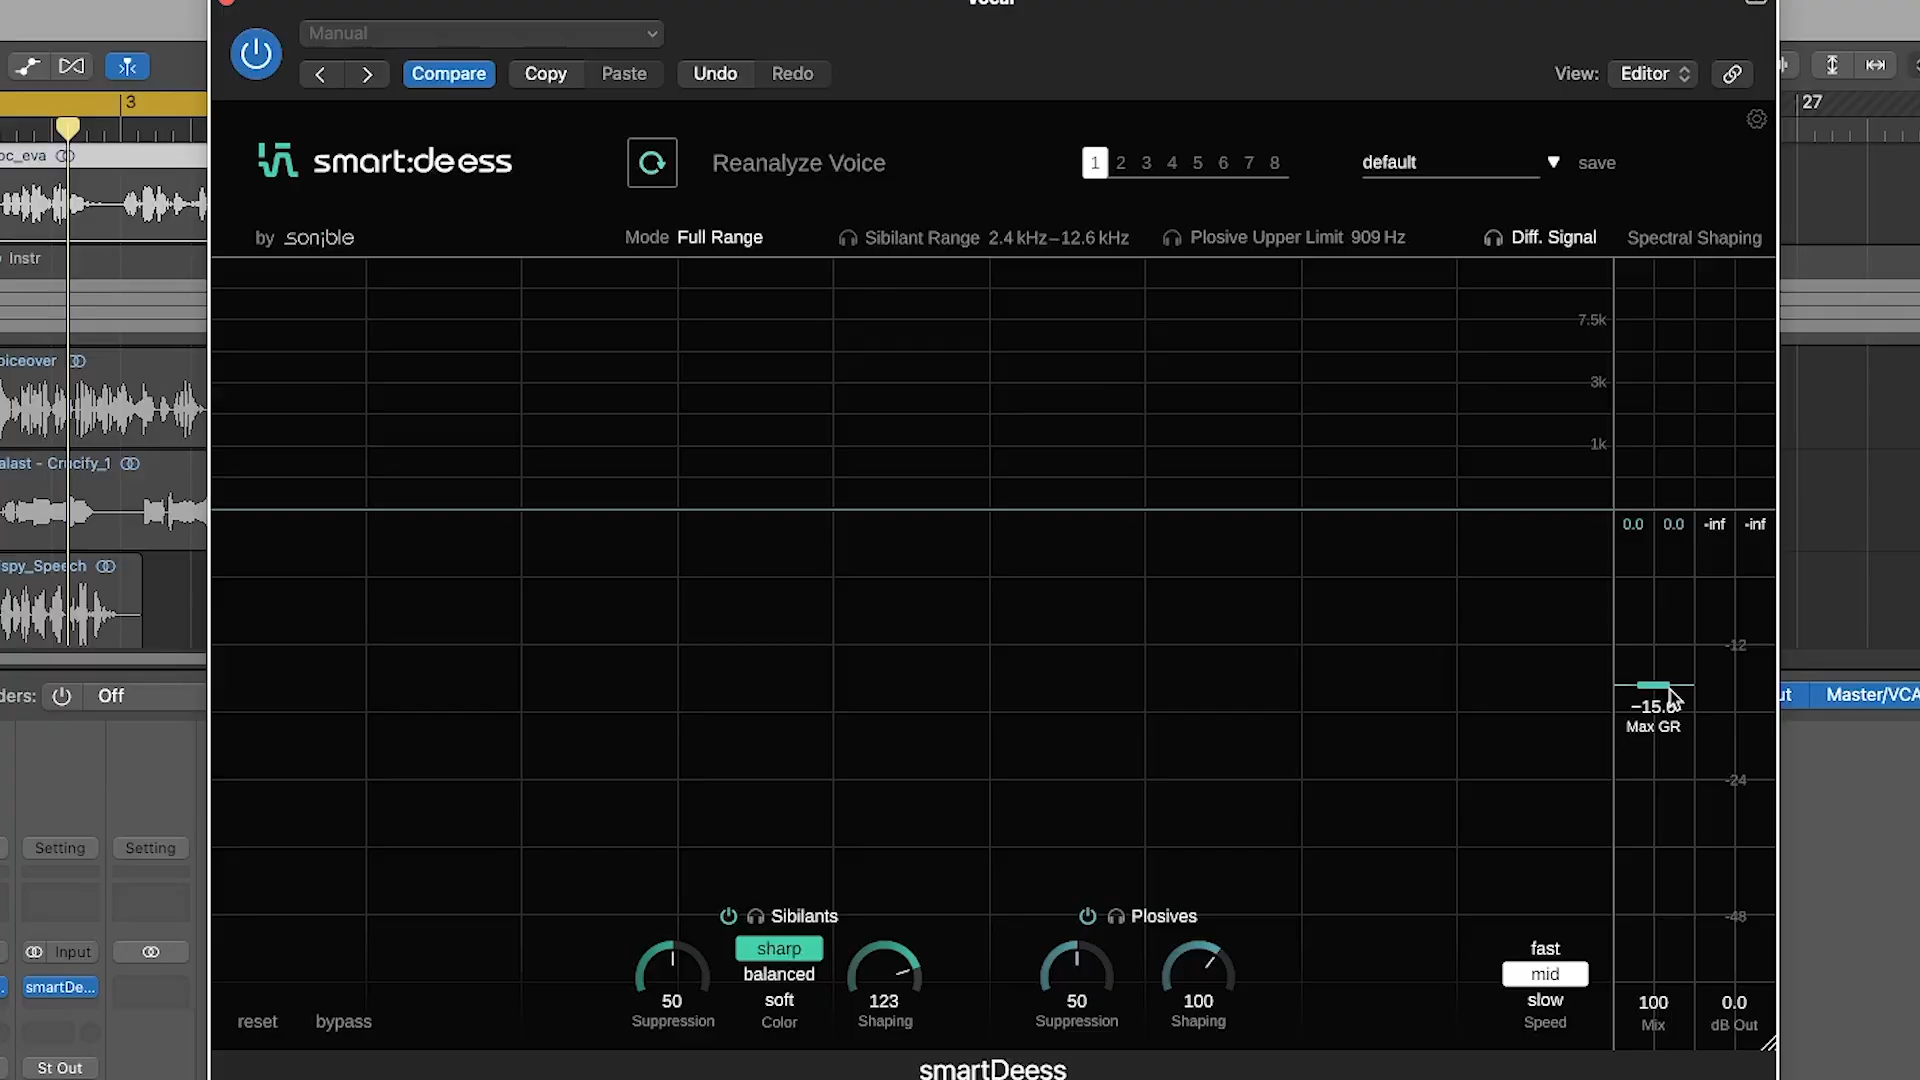 Manual
Compare
Copy
Paste
Undo
Redo
View:
Editor
3
27
oc_eva
Instr
oiceover
alast - Crucify_1
spy_Speech
ders:
Off
ut
Master/VCA
Setting
Setting
Input
smartDe...
St Out
smart:deess
by sonible
Reanalyze Voice
1 2 3 4 5 6 7 8
default
save
Mode Full Range
Sibilant Range 2.4 kHz–12.6 kHz
Plosive Upper Limit 909 Hz
Diff. Signal
Spectral Shaping
7.5k
3k
1k
0.0 0.0 -inf -inf
-12
Max GR
-24
-48
Sibilants
Plosives
sharp
balanced
soft
Color
50
Suppression
123
Shaping
50
Suppression
100
Shaping
fast
mid
slow
Speed
100
Mix
0.0
dB Out
reset
bypass
smartDeess